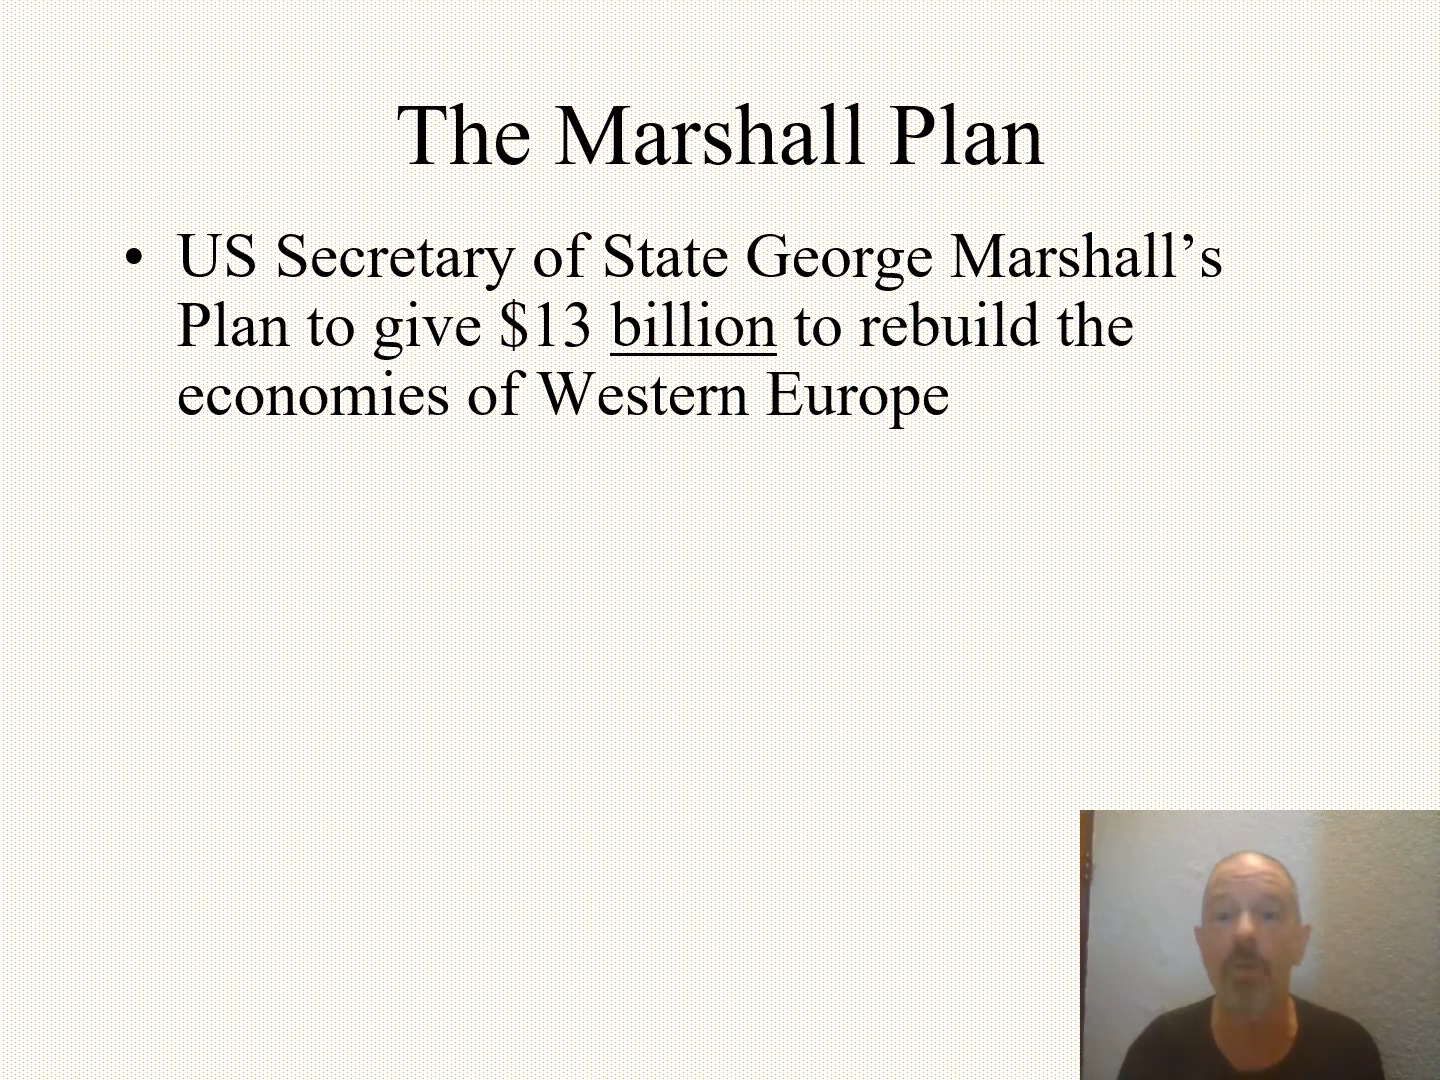 The Marshall Plan
• US Secretary of State George Marshall’s
Plan to give $13 billion to rebuild the
economies of Western Europe